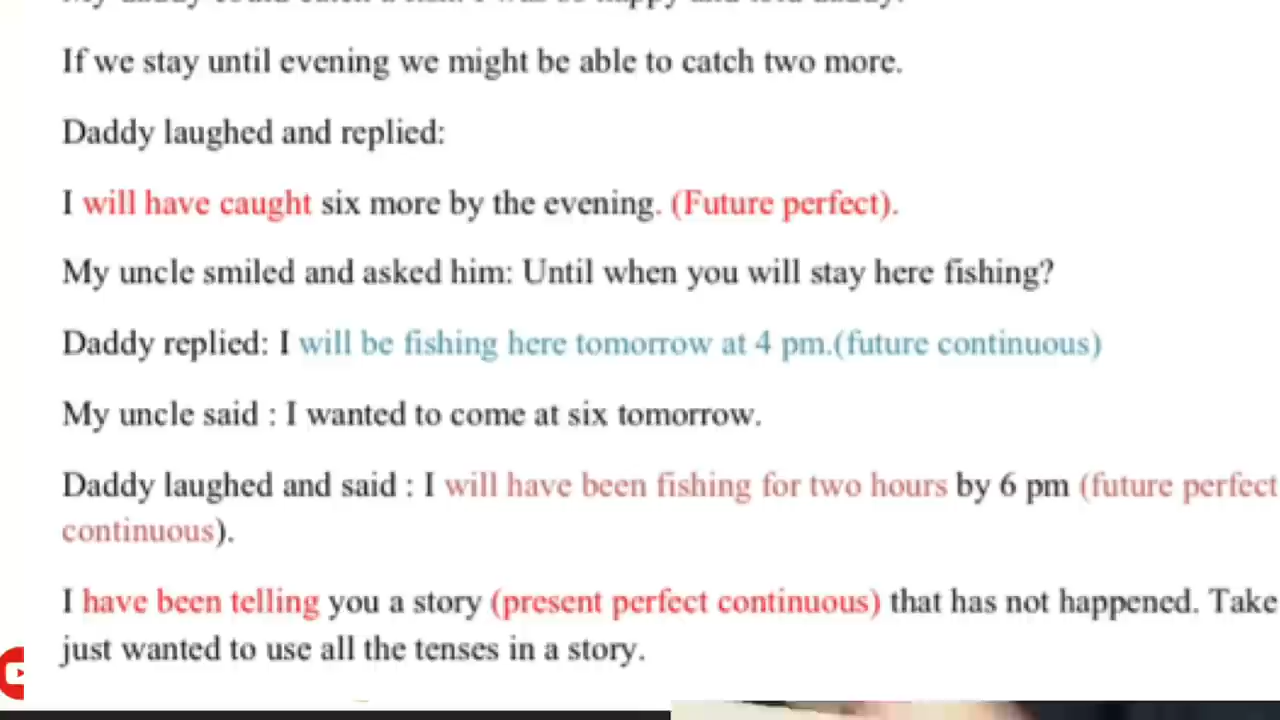 If we stay until evening we might be able to catch two more.
Daddy laughed and replied:
I will have caught six more by the evening. (Future perfect).
My uncle smiled and asked him: Until when you will stay here fishing?
Daddy replied: I will be fishing here tomorrow at 4 pm.(future continuous)
My uncle said : I wanted to come at six tomorrow.
Daddy laughed and said : I will have been fishing for two hours by 6 pm (future perfect
continuous).
I have been telling you a story (present perfect continuous) that has not happened. Take
just wanted to use all the tenses in a story.